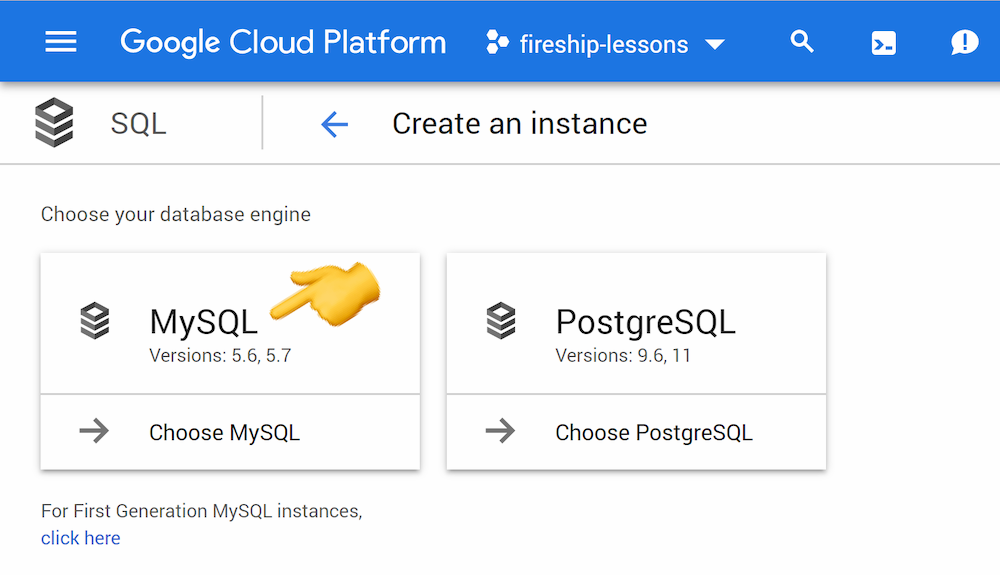 Google Cloud Platform fireship-lessons
SQL Create an instance
Choose your database engine
MySQL
Versions: 5.6, 5.7
Choose MySQL
PostgreSQL
Versions: 9.6, 11
Choose PostgreSQL
For First Generation MySQL instances,
click here